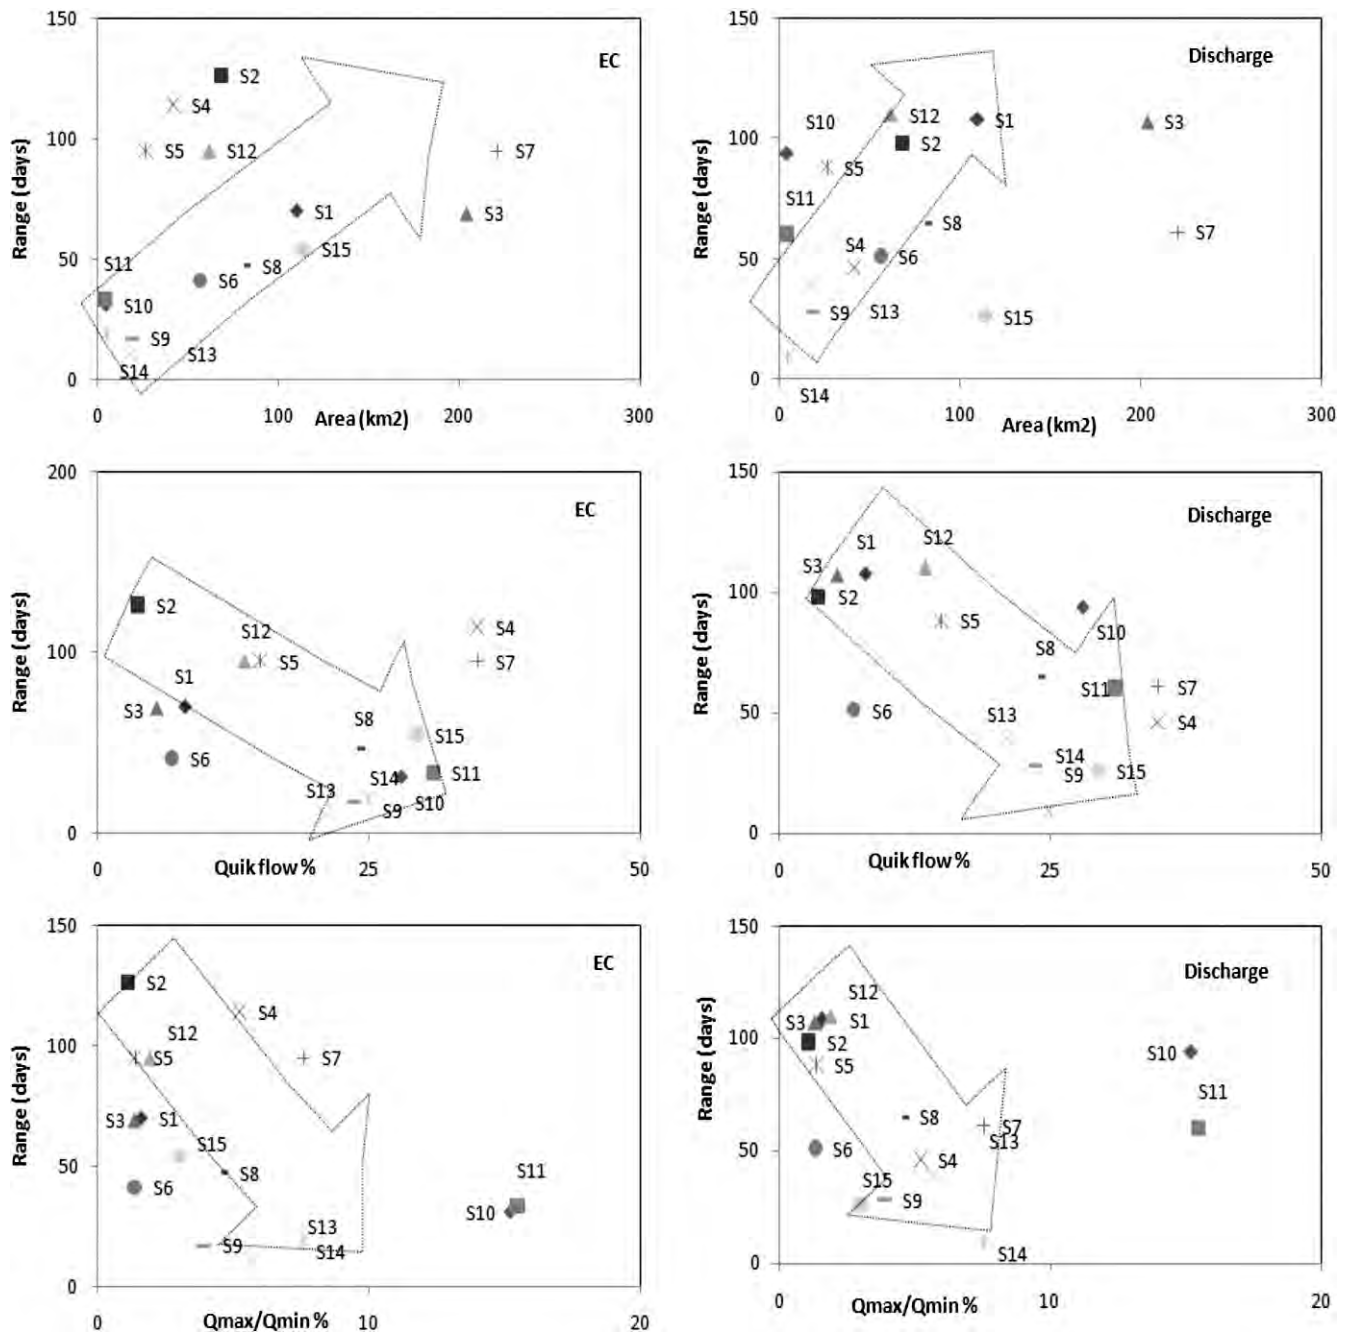 150
100
50
0
Range (days)
EC
S2
S4
S5
S12
S7
S1
S3
S15
S8
S6
S11
S10
S9
S13
S14
0
100
200
300
Area (km2)
150
100
50
0
Range (days)
Discharge
S10
S12
S1
S3
S2
S5
S11
S8
S7
S4
S6
S9
S13
S15
S14
0
100
200
300
Area (km2)
200
100
0
Range (days)
EC
S2
S4
S12
S5
S7
S1
S3
S8
S15
S6
S14
S11
S13
S10
S9
0
25
50
Quik flow %
150
100
50
0
Range (days)
Discharge
S12
S1
S3
S2
S5
S10
S8
S11
S7
S6
S13
S4
S14
S9
S15
0
25
50
Quik flow %
150
100
50
0
Range (days)
EC
S2
S4
S12
S5
S7
S3
S1
S15
S8
S6
S11
S10
S13
S9
S14
0
10
20
Qmax/Qmin %
150
100
50
0
Range (days)
Discharge
S12
S3
S1
S2
S10
S5
S11
S8
S7
S13
S6
S4
S15
S9
S14
0
10
20
Qmax/Qmin %